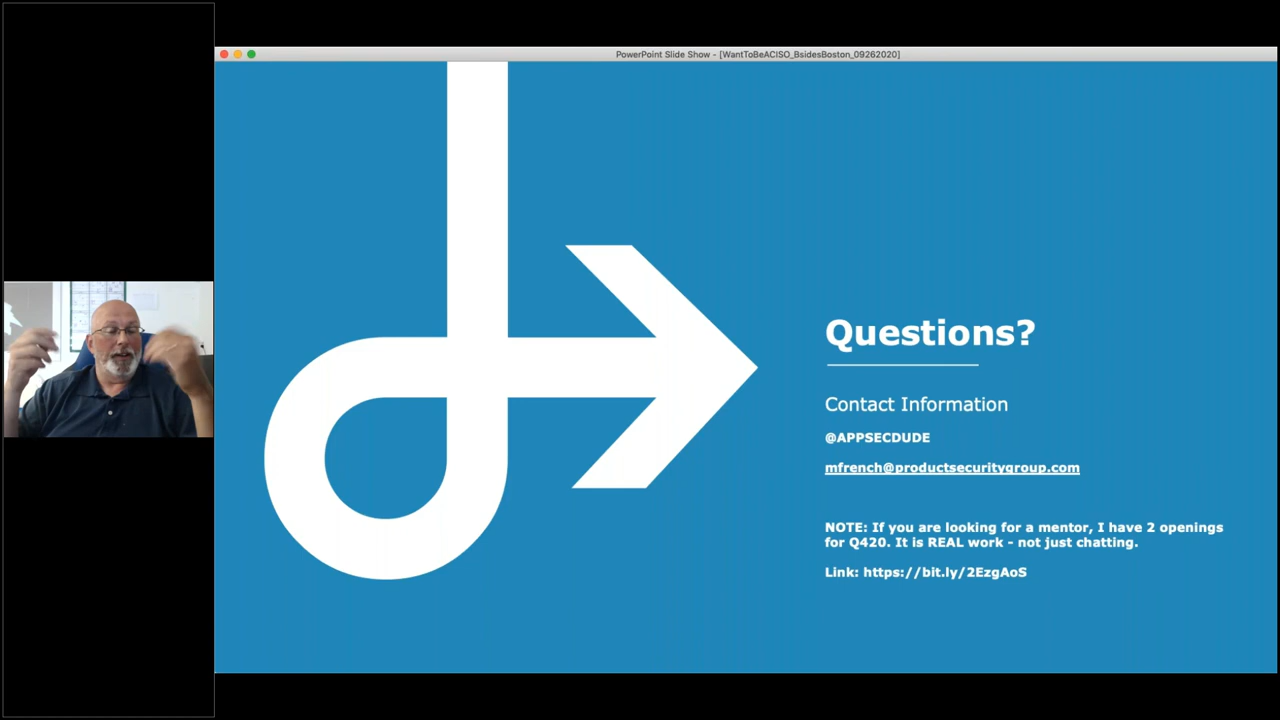 PowerPoint Slide Show - [WantToBeACISO_BsidesBoston_09262020]
Questions?
Contact Information
@APPSECDUDE
mfrench@productsecuritygroup.com
NOTE: If you are looking for a mentor, I have 2 openings
for Q420. It is REAL work - not just chatting.
Link: https://bit.ly/2EzgAoS